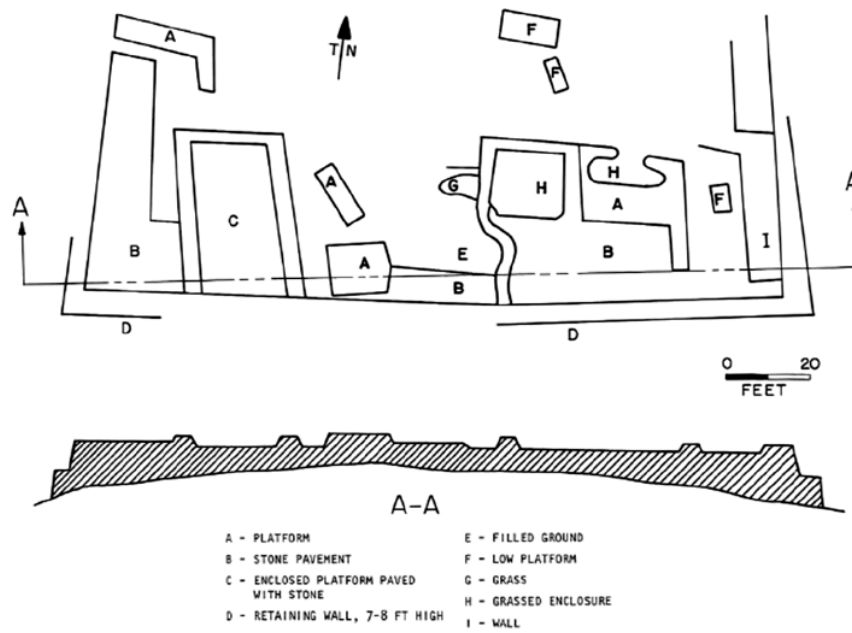 A
F
T N
F
H
G
H
A
F
A
A
A
C
B
A
E
B
I
B
D
D
0 20
FEET
A-A
A - PLATFORM
B - STONE PAVEMENT
C - ENCLOSED PLATFORM PAVED
WITH STONE
D - RETAINING WALL, 7-8 FT HIGH
E - FILLED GROUND
F - LOW PLATFORM
G - GRASS
H - GRASSED ENCLOSURE
I - WALL